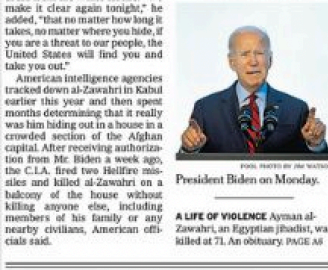 make it clear again tonight," he
added, "that no matter how long it
takes, no matter where you hide, if
you are a threat to our people, the
United States will find you and
take you out."
American intelligence agencies
tracked down al-Zawahri in Kabul
earlier this year and then spent
months determining that it really
was him hiding out in a house in a
crowded section of the Afghan
capital. After receiving authoriza-
tion from Mr. Biden a week ago,
the C.I.A. fired two Hellfire mis-
siles and killed al-Zawahri on a
balcony of the house without
killing anyone else, including
members of his family or any
nearby civilians, American offi-
cials said.
POOL PHOTO BY JIM WATSO
President Biden on Monday.
A LIFE OF VIOLENCE Ayman al-
Zawahri, an Egyptian jihadist, wa
killed at 71. An obituary. PAGE A8